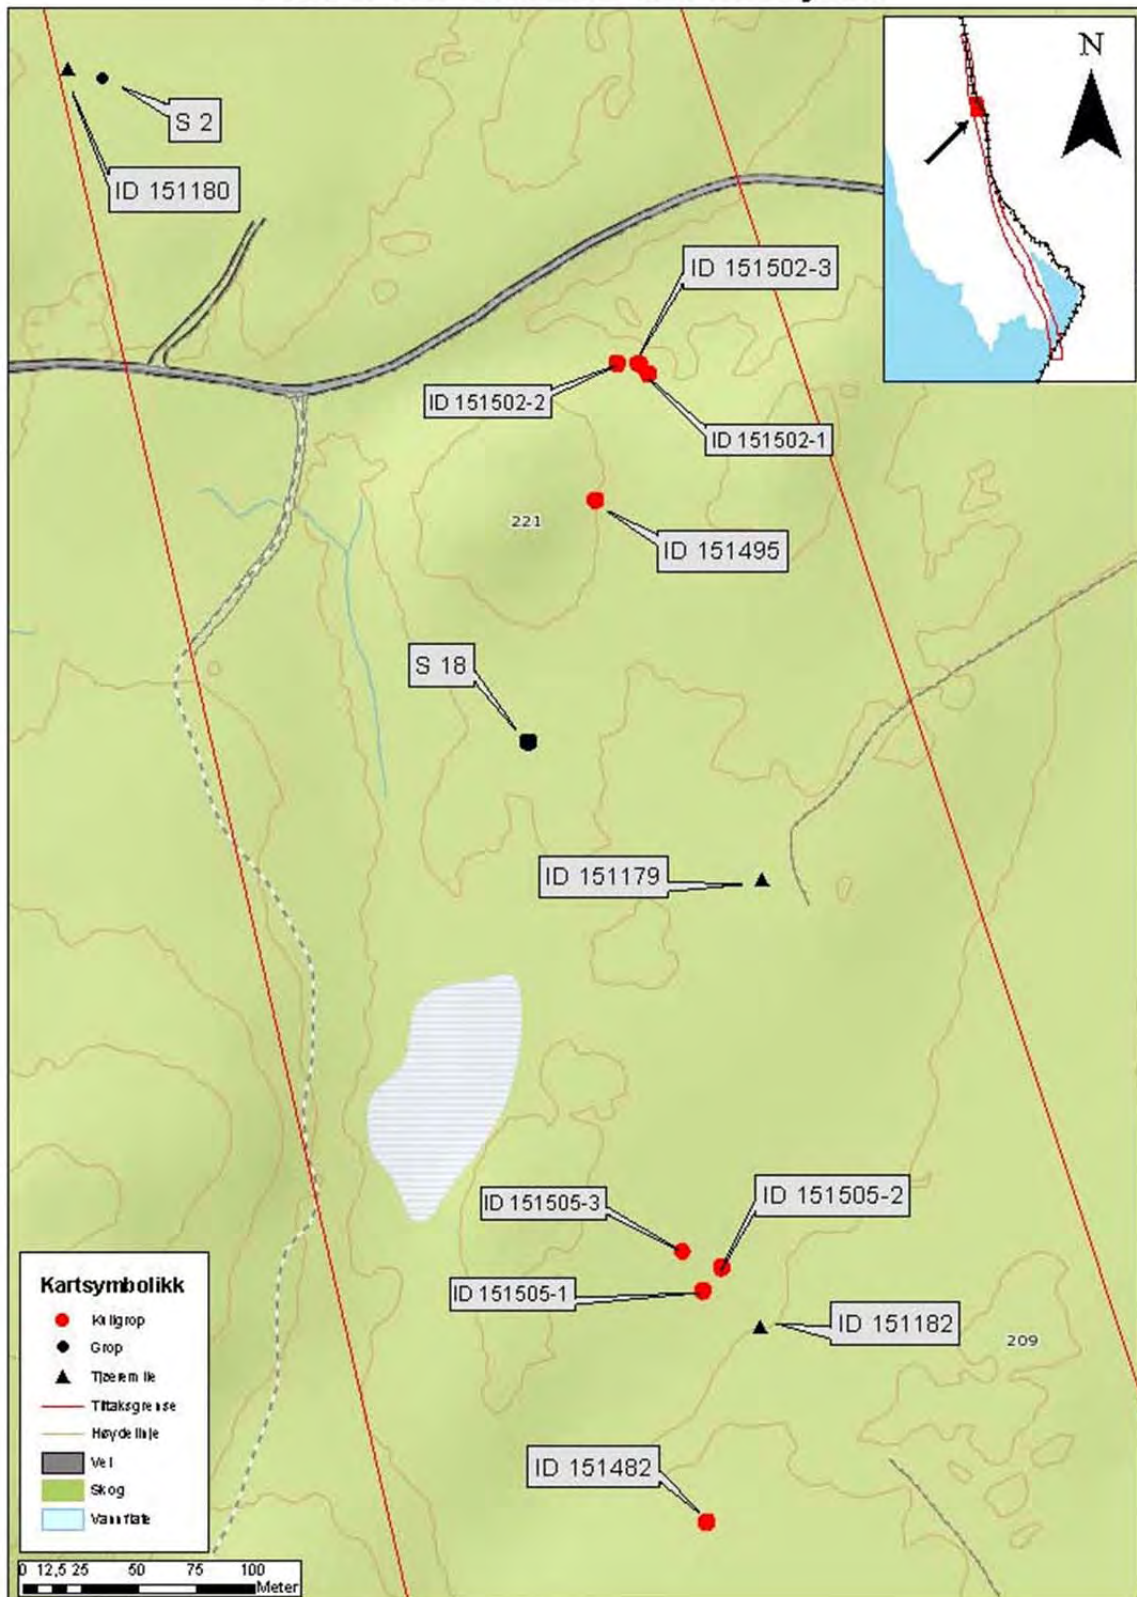 N
S 2
ID 151180
ID 151502-3
ID 151502-2
ID 151502-1
221
ID 151495
S 18
ID 151179
ID 151505-3
ID 151505-2
ID 151505-1
ID 151182
209
ID 151482
Kartsymbolikk
Kullgrop
Grop
Tjæremile
Tiltaksgrense
Høydelinje
Vei
Skog
Vannflate
0 12,5 25 50 75 100
Meter